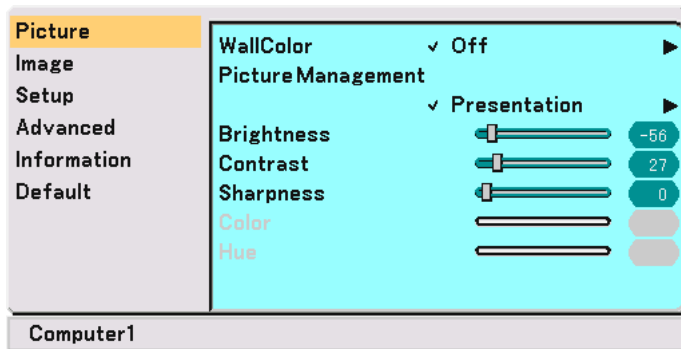 Picture
Image
Setup
Advanced
Information
Default
WallColor ✓ Off ▶
Picture Management
✓ Presentation ▶
Brightness -56
Contrast 27
Sharpness 0
Color
Hue
Computer1